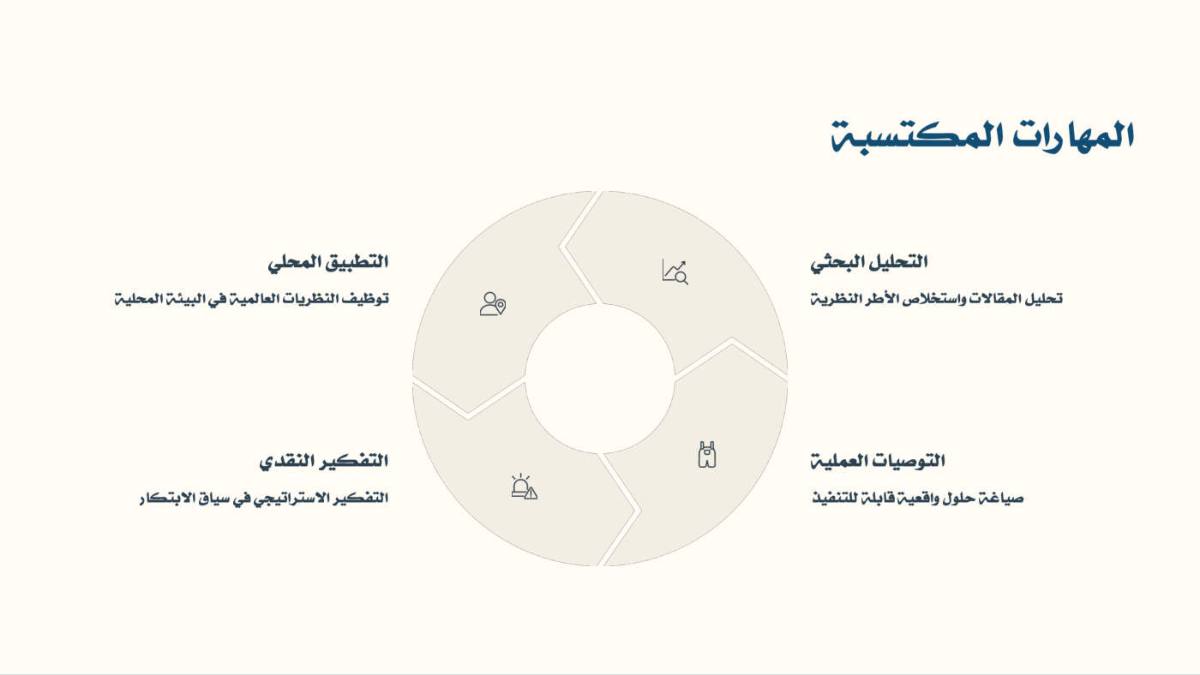 المهارات المكتسبة
التحليل البحثي
تحليل المقالات واستخلاص الأطر النظرية
التوصيات العملية
صياغة حلول واقعية قابلة للتنفيذ
التفكير النقدي
التفكير الاستراتيجي في سياق الابتكار
التطبيق المحلي
توظيف النظريات العالمية في البيئة المحلية